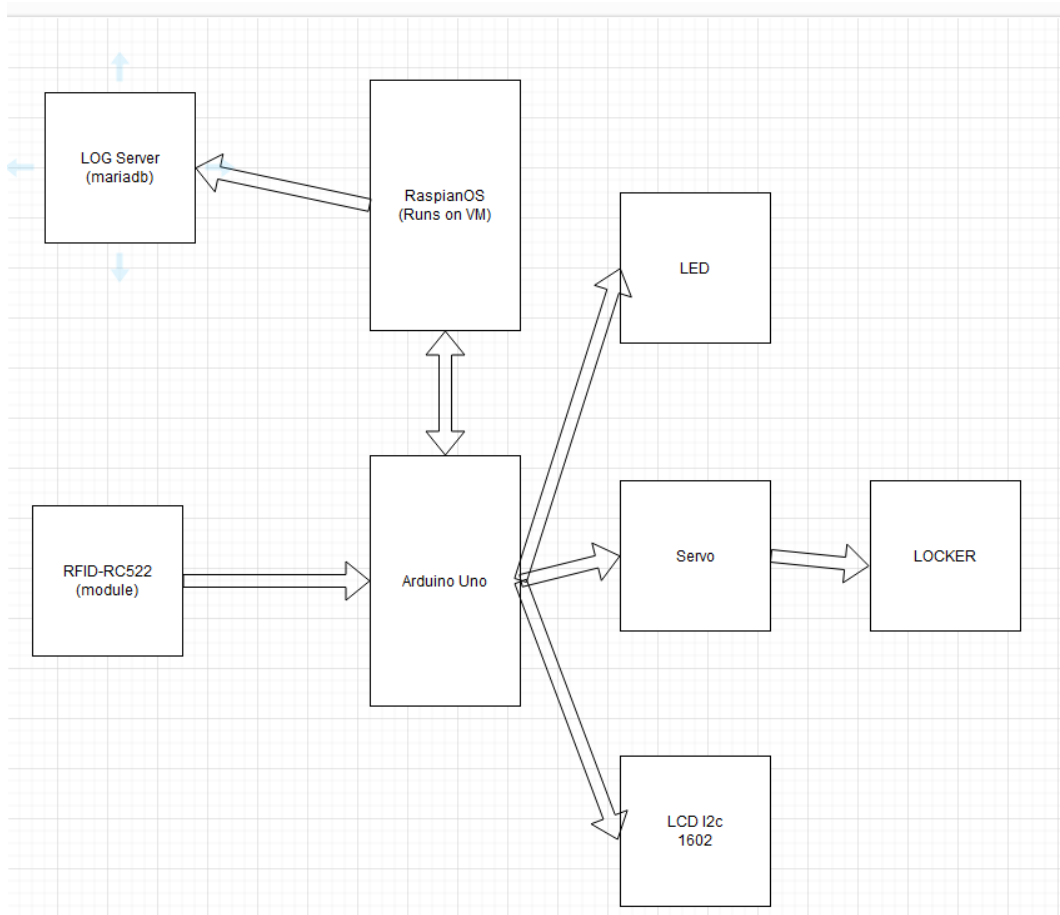 LOG Server
(mariadb)
RaspianOS
(Runs on VM)
LED
RFID-RC522
(module)
Arduino Uno
Servo
LOCKER
LCD I2c
1602